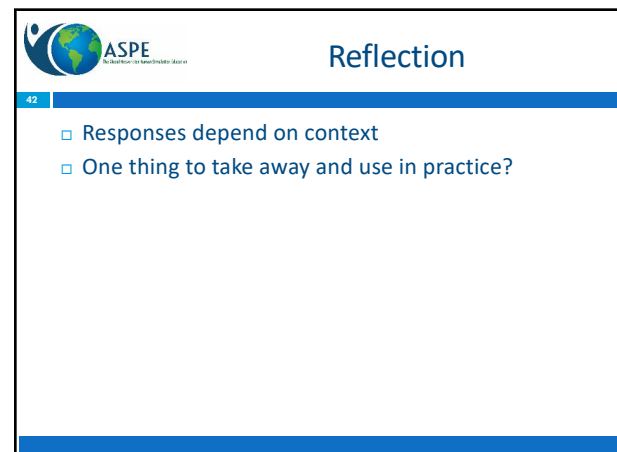 ASPE
Reflection
42
Responses depend on context
One thing to take away and use in practice?